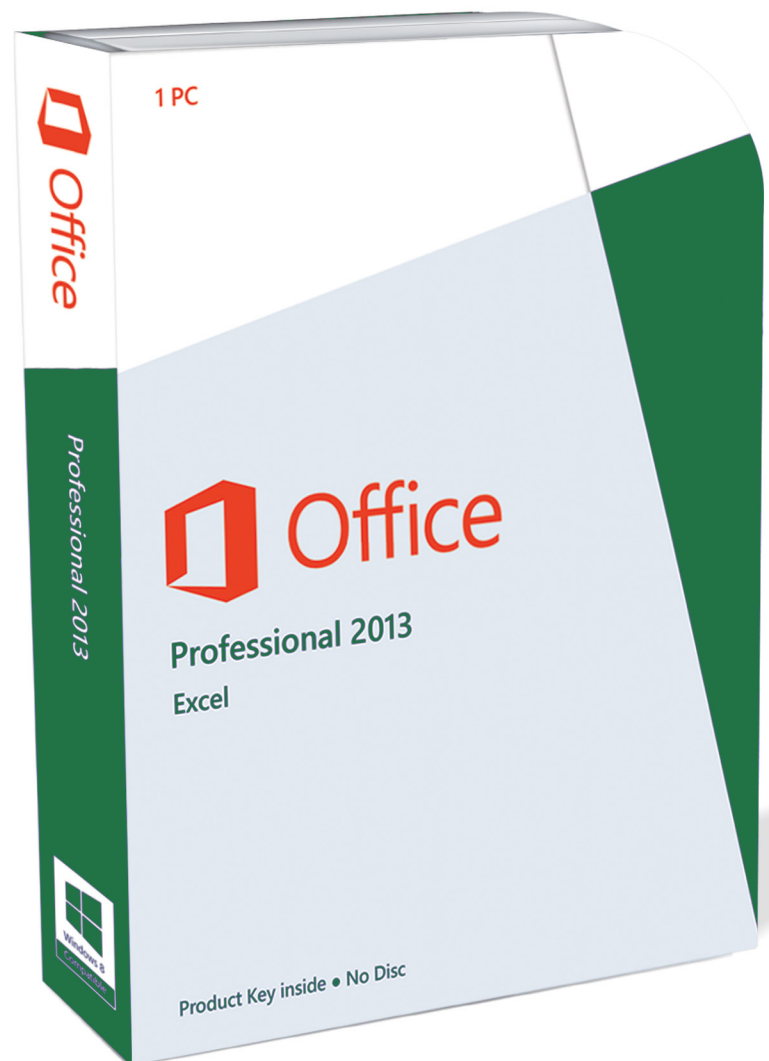 1 PC
Office
Professional 2013
Excel
Product Key inside • No Disc
Office
Professional 2013
Windows 8
Compatible